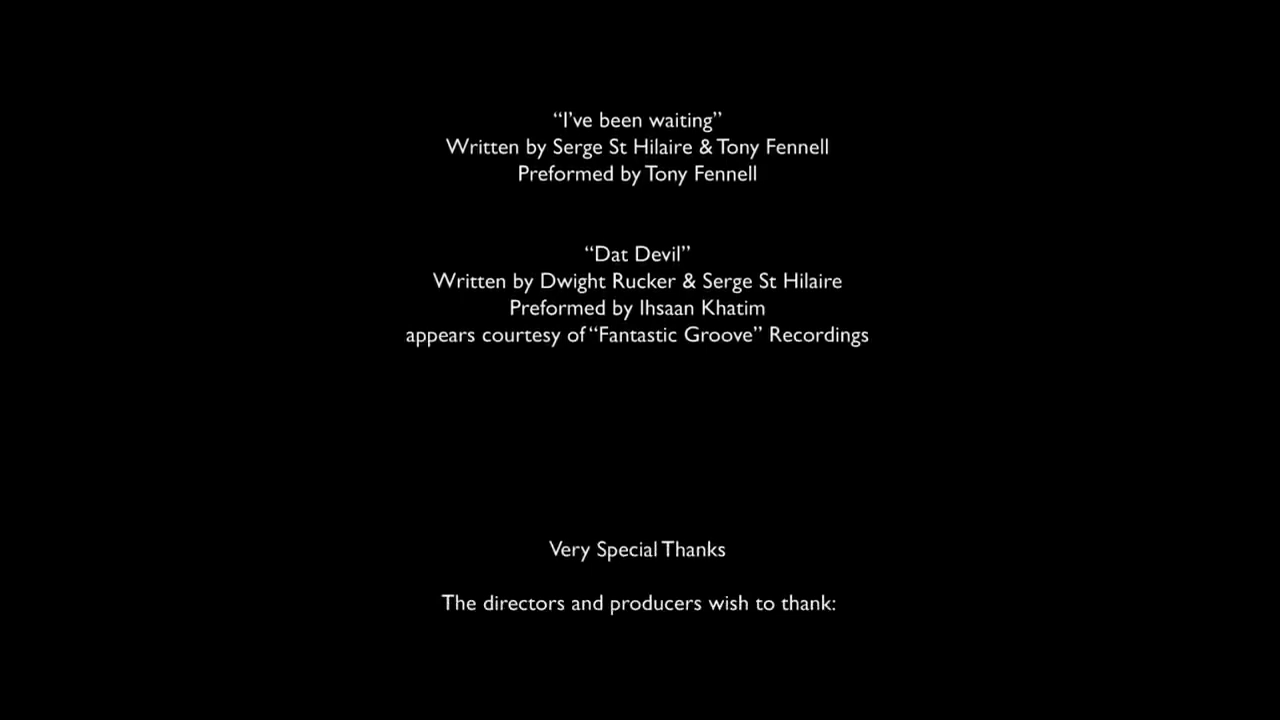 “I’ve been waiting”
Written by Serge St Hilaire & Tony Fennell
Preformed by Tony Fennell
“Dat Devil”
Written by Dwight Rucker & Serge St Hilaire
Preformed by Ihsaan Khatim
appears courtesy of “Fantastic Groove” Recordings
Very Special Thanks
The directors and producers wish to thank: